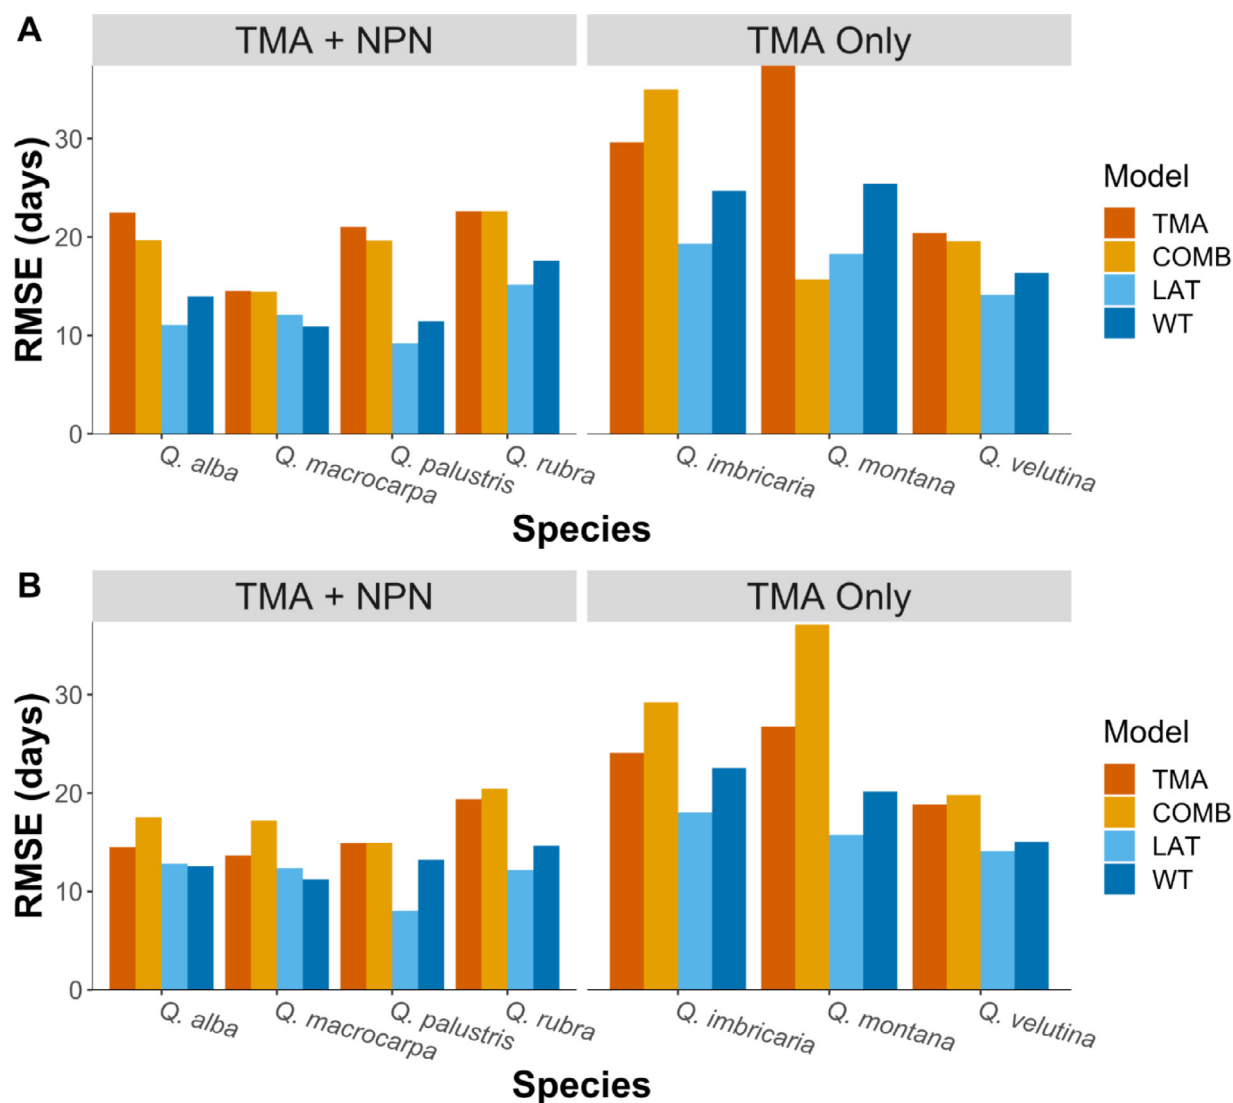 A
TMA + NPN
TMA Only
RMSE (days)
30
20
10
0
Q. alba
Q. macrocarpa
Q. palustris
Q. rubra
Q. imbricaria
Q. montana
Q. velutina
Species
Model
TMA
COMB
LAT
WT
B
TMA + NPN
TMA Only
RMSE (days)
30
20
10
0
Q. alba
Q. macrocarpa
Q. palustris
Q. rubra
Q. imbricaria
Q. montana
Q. velutina
Species
Model
TMA
COMB
LAT
WT